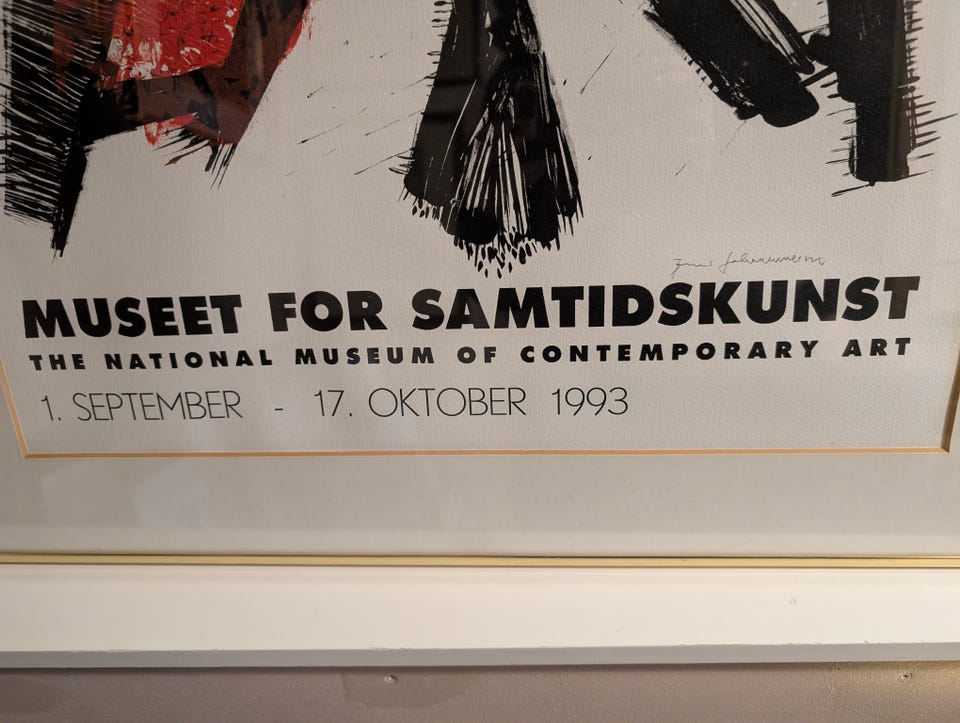 MUSEET FOR SAMTIDSKUNST
THE NATIONAL MUSEUM OF CONTEMPORARY ART
1. SEPTEMBER - 17. OKTOBER 1993